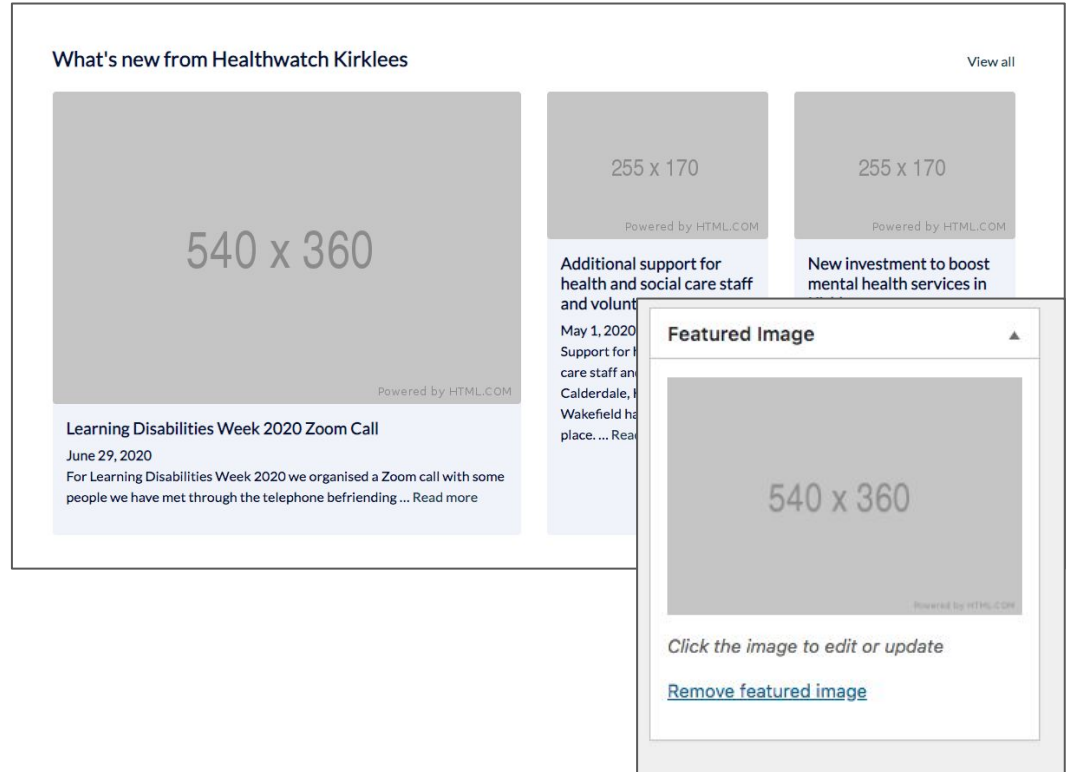 What's new from Healthwatch Kirklees
View all
540 x 360
Powered by HTML.COM
Learning Disabilities Week 2020 Zoom Call
June 29, 2020
For Learning Disabilities Week 2020 we organised a Zoom call with some
people we have met through the telephone befriending ... Read more
255 x 170
Powered by HTML.COM
Additional support for
health and social care staff
and volunt
May 1, 2020
Support for
care staff an
Calderdale,
Wakefield ha
place. ... Rea
255 x 170
Powered by HTML.COM
New investment to boost
mental health services in
Featured Image
540 x 360
Powered by HTML.COM
Click the image to edit or update
Remove featured image